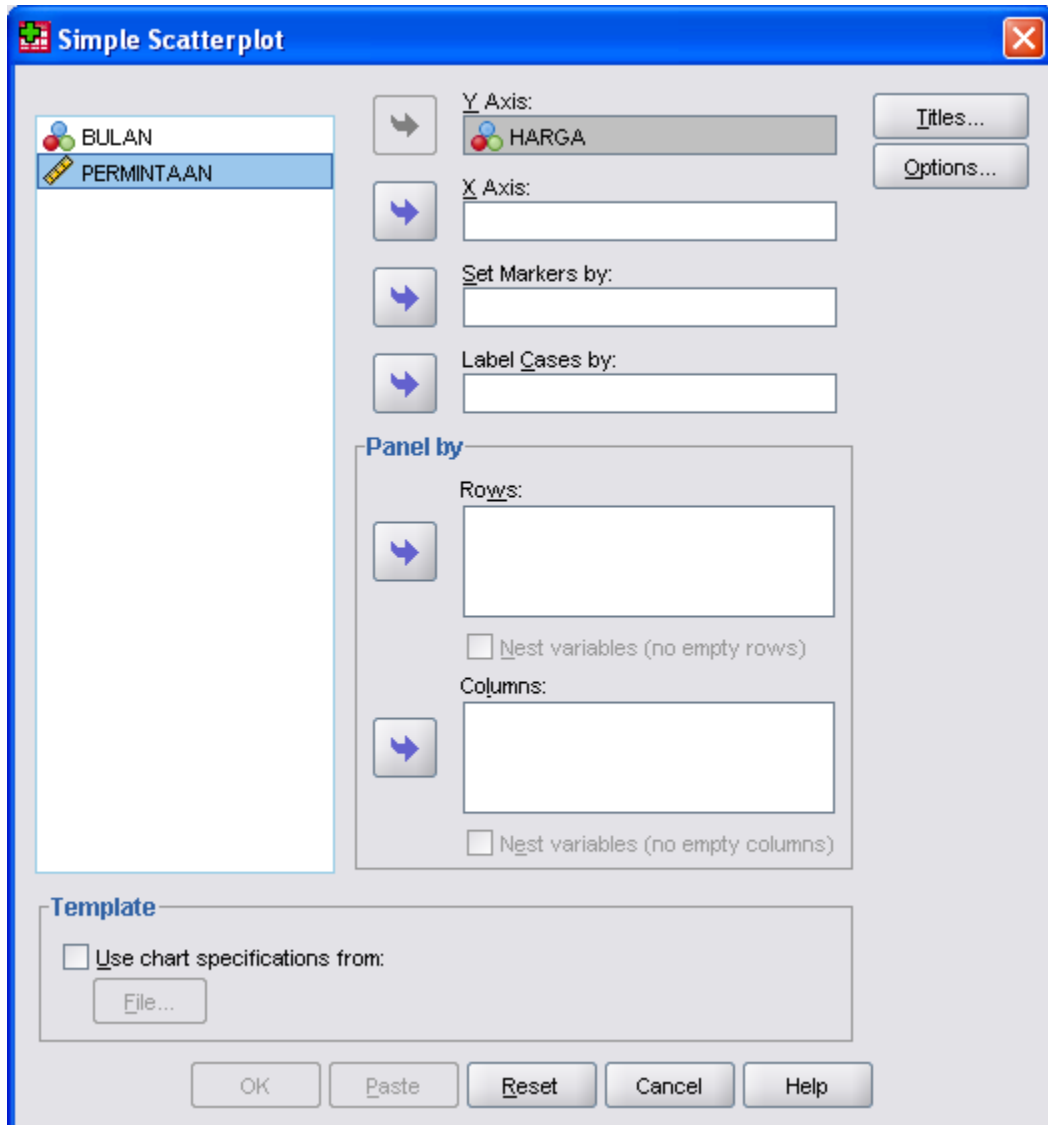 Simple Scatterplot
BULAN
PERMINTAAN
Y Axis:
HARGA
X Axis:
Set Markers by:
Label Cases by:
Titles...
Options...
Panel by
Rows:
Nest variables (no empty rows)
Columns:
Nest variables (no empty columns)
Template
Use chart specifications from:
File...
OK
Paste
Reset
Cancel
Help